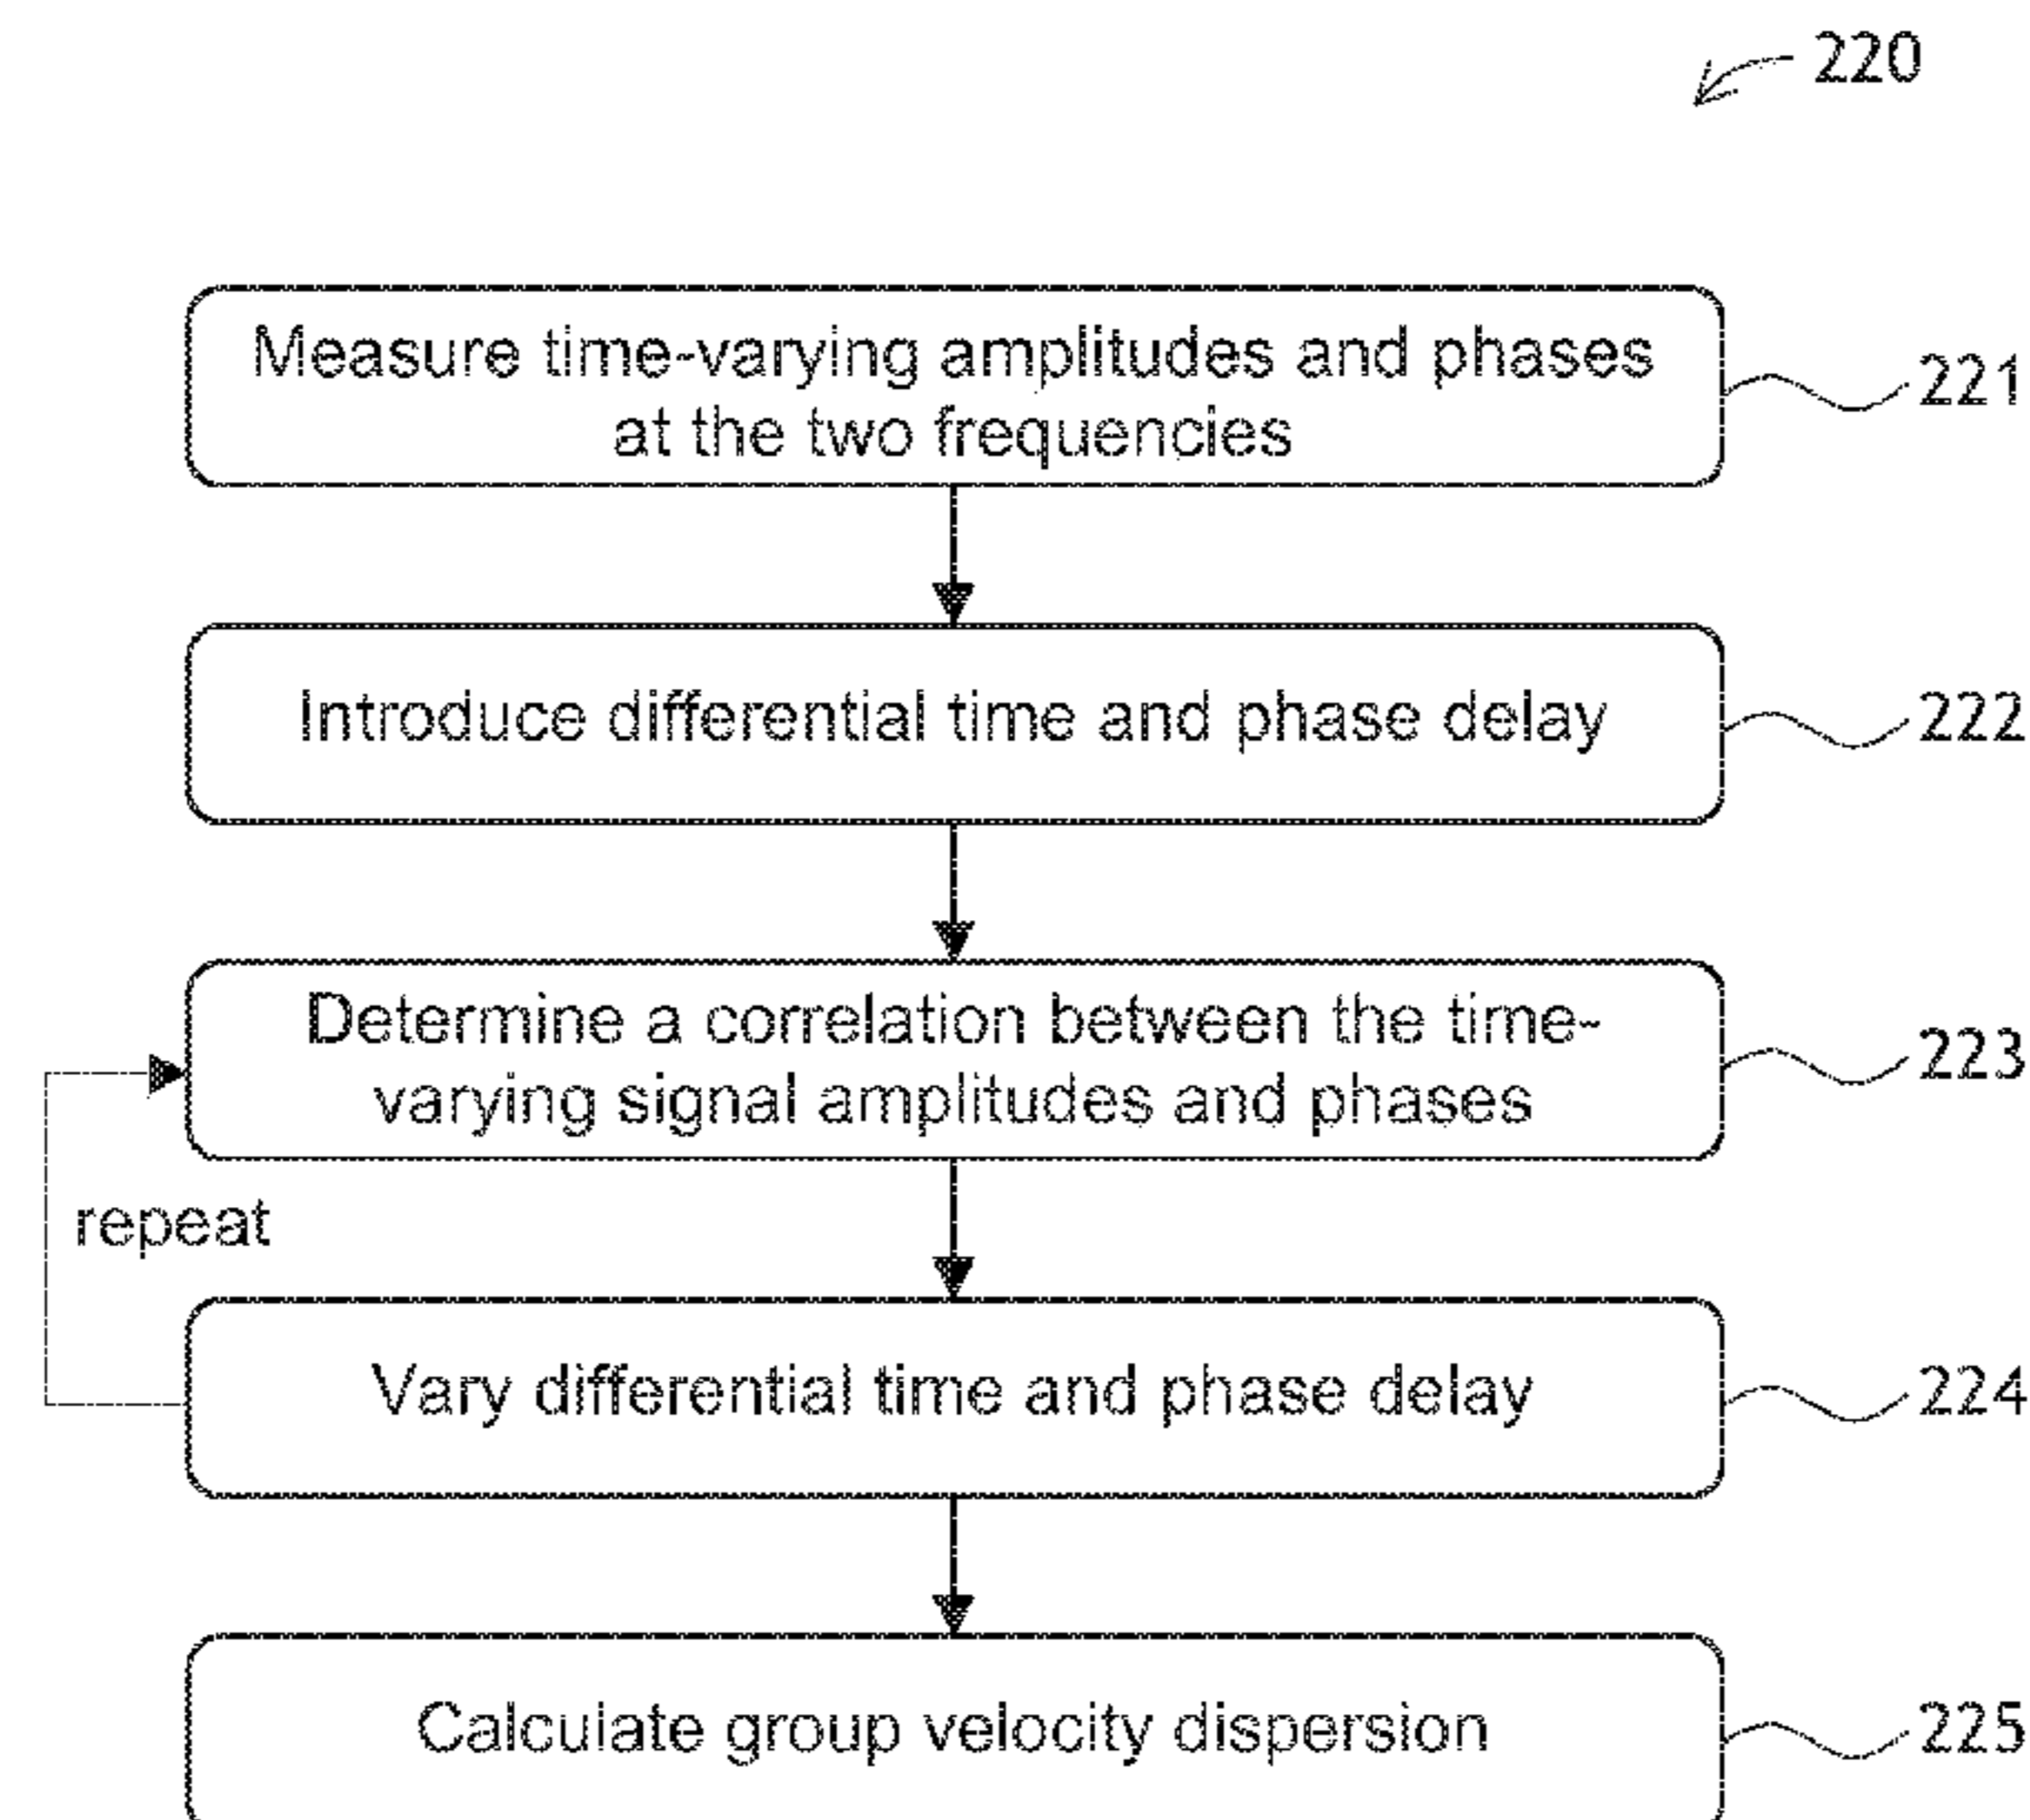 220
Measure time-varying amplitudes and phases
at the two frequencies
221
Introduce differential time and phase delay
222
Determine a correlation between the time-
varying signal amplitudes and phases
223
repeat
Vary differential time and phase delay
224
Calculate group velocity dispersion
225